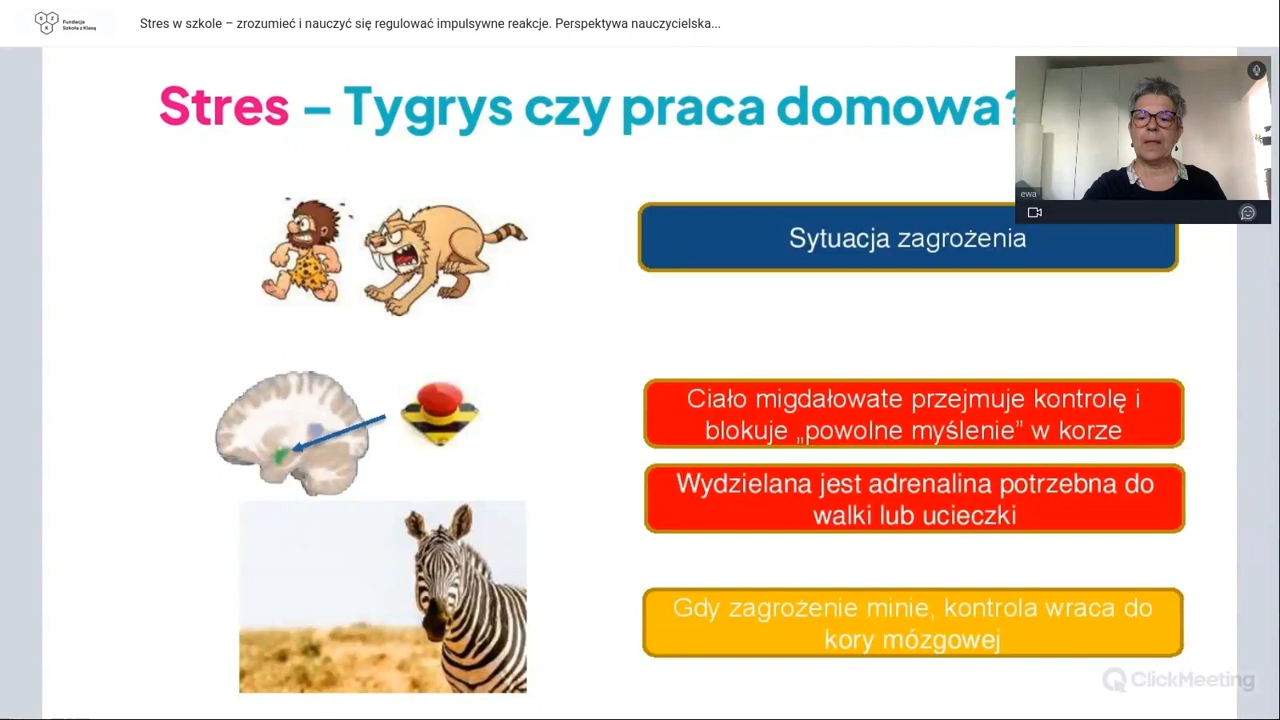 S Z K
Fundacja
Szkoła z Klasą
Stres w szkole – zrozumieć i nauczyć się regulować impulsywne reakcje. Perspektywa nauczycielska...
Stres – Tygrys czy praca domowa?
ewa
Sytuacja zagrożenia
Ciało migdałowate przejmuje kontrolę i
blokuje „powolne myślenie” w korze
Wydzielana jest adrenalina potrzebna do
walki lub ucieczki
Gdy zagrożenie minie, kontrola wraca do
kory mózgowej
ClickMeeting